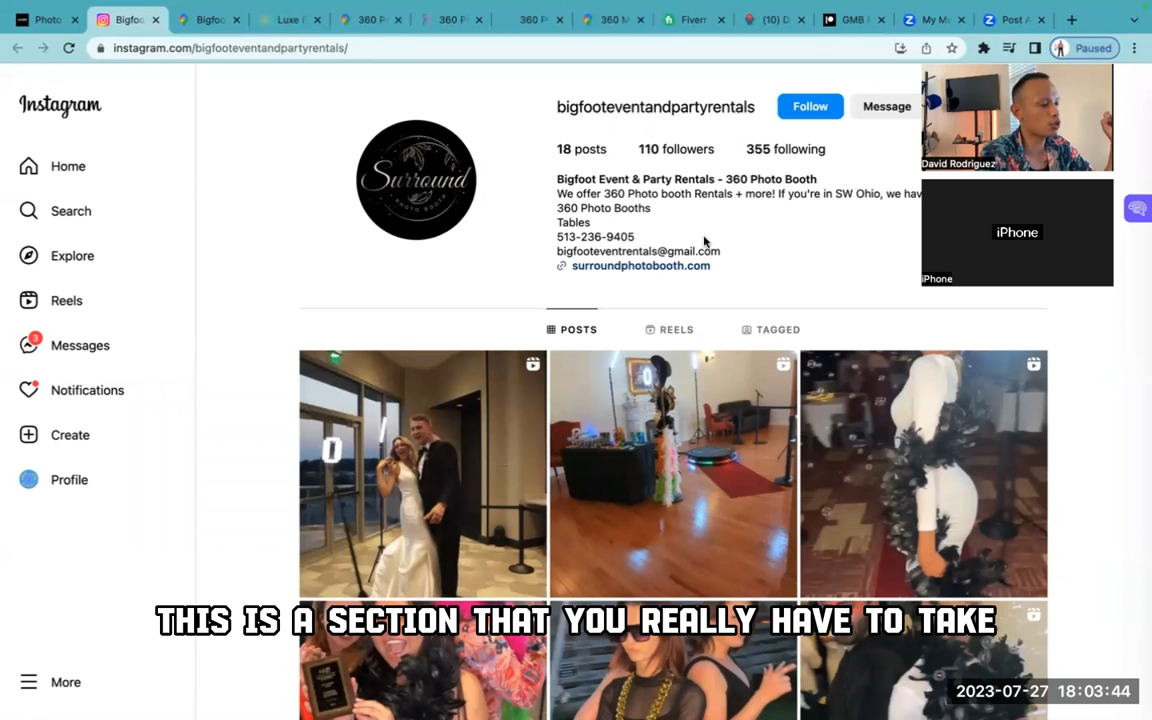 Photo
Bigfoo
Bigfoo
Luxe
360 P
360 P
360 P
360 M
Fiverr
(10) D
GMB F
My Me
Post A
instagram.com/bigfooteventandpartyrentals/
Paused
Instagram
Home
Search
Explore
Reels
3
Messages
Notifications
Create
Profile
More
Surround
PHOTO BOOTH
bigfooteventandpartyrentals
Follow
Message
18 posts
110 followers
355 following
Bigfoot Event & Party Rentals - 360 Photo Booth
We offer 360 Photo booth Rentals + more! If you're in SW Ohio, we hav
360 Photo Booths
Tables
513-236-9405
bigfooteventrentals@gmail.com
surroundphotobooth.com
David Rodriguez
iPhone
iPhone
POSTS
REELS
TAGGED
THIS IS A SECTION THAT YOU REALLY HAVE TO TAKE
2023-07-27 18:03:44